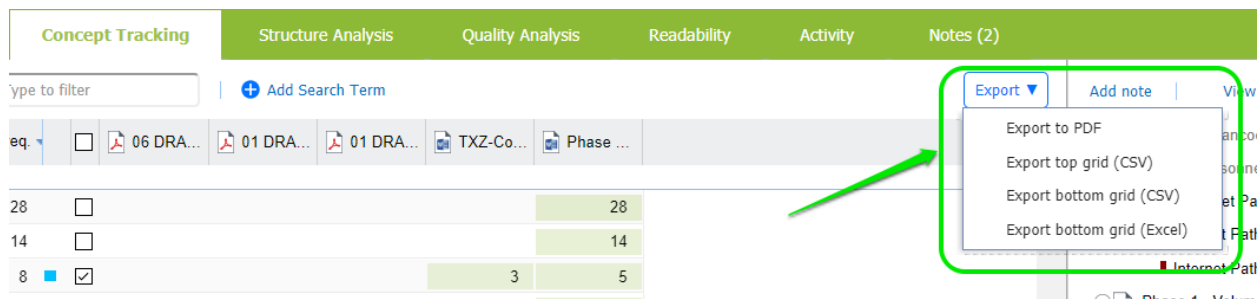 Concept Tracking Structure Analysis Quality Analysis Readability Activity Notes (2)
Type to filter Add Search Term Export ▼ Add note View
06 DRA... 01 DRA... 01 DRA... TXZ-Co... Phase ...
Export to PDF
Export top grid (CSV)
Export bottom grid (CSV)
Export bottom grid (Excel)
28 28
14 14
8 3 5
Internet Path
Phase 1 - Volum